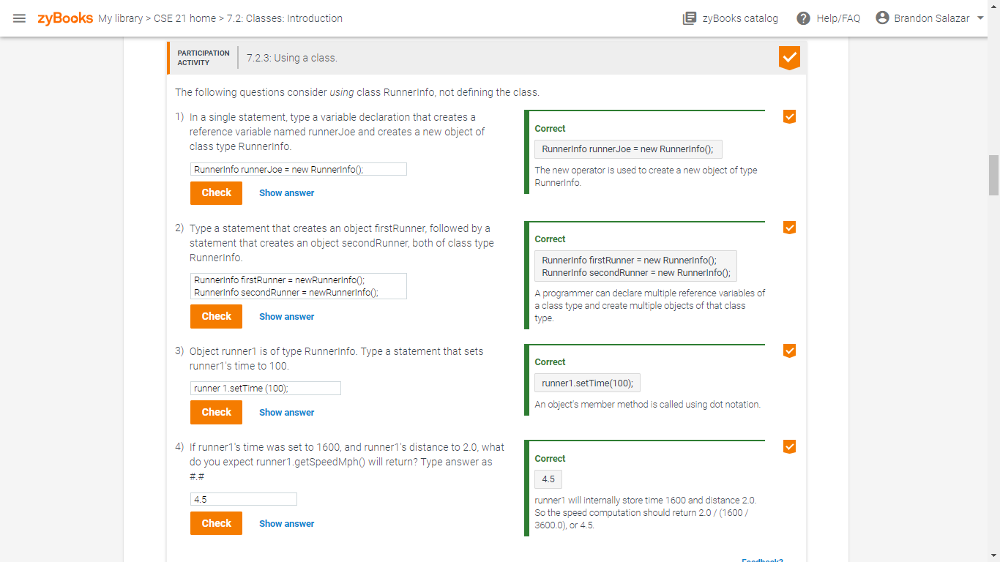 zyBooks My library > CSE 21 home > 7.2: Classes: Introduction
zyBooks catalog
Help/FAQ
Brandon Salazar
PARTICIPATION
ACTIVITY
7.2.3: Using a class.
The following questions consider using class RunnerInfo, not defining the class.
1) In a single statement, type a variable declaration that creates a
reference variable named runnerJoe and creates a new object of
class type RunnerInfo.
RunnerInfo runnerJoe = new RunnerInfo();
Check
Show answer
Correct
RunnerInfo runnerJoe = new RunnerInfo();
The new operator is used to create a new object of type
RunnerInfo.
2) Type a statement that creates an object firstRunner, followed by a
statement that creates an object secondRunner, both of class type
RunnerInfo.
RunnerInfo firstRunner = newRunnerInfo();
RunnerInfo secondRunner = newRunnerInfo();
Check
Show answer
Correct
RunnerInfo firstRunner = new RunnerInfo();
RunnerInfo secondRunner = new RunnerInfo();
A programmer can declare multiple reference variables of
a class type and create multiple objects of that class
type.
3) Object runner1 is of type RunnerInfo. Type a statement that sets
runner1's time to 100.
runner 1.setTime (100);
Check
Show answer
Correct
runner1.setTime(100);
An object's member method is called using dot notation.
4) If runner1's time was set to 1600, and runner1's distance to 2.0, what
do you expect runner1.getSpeedMph() will return? Type answer as
#.#
4.5
Check
Show answer
Correct
4.5
runner1 will internally store time 1600 and distance 2.0.
So the speed computation should return 2.0 / (1600 /
3600.0), or 4.5.
Feedback?